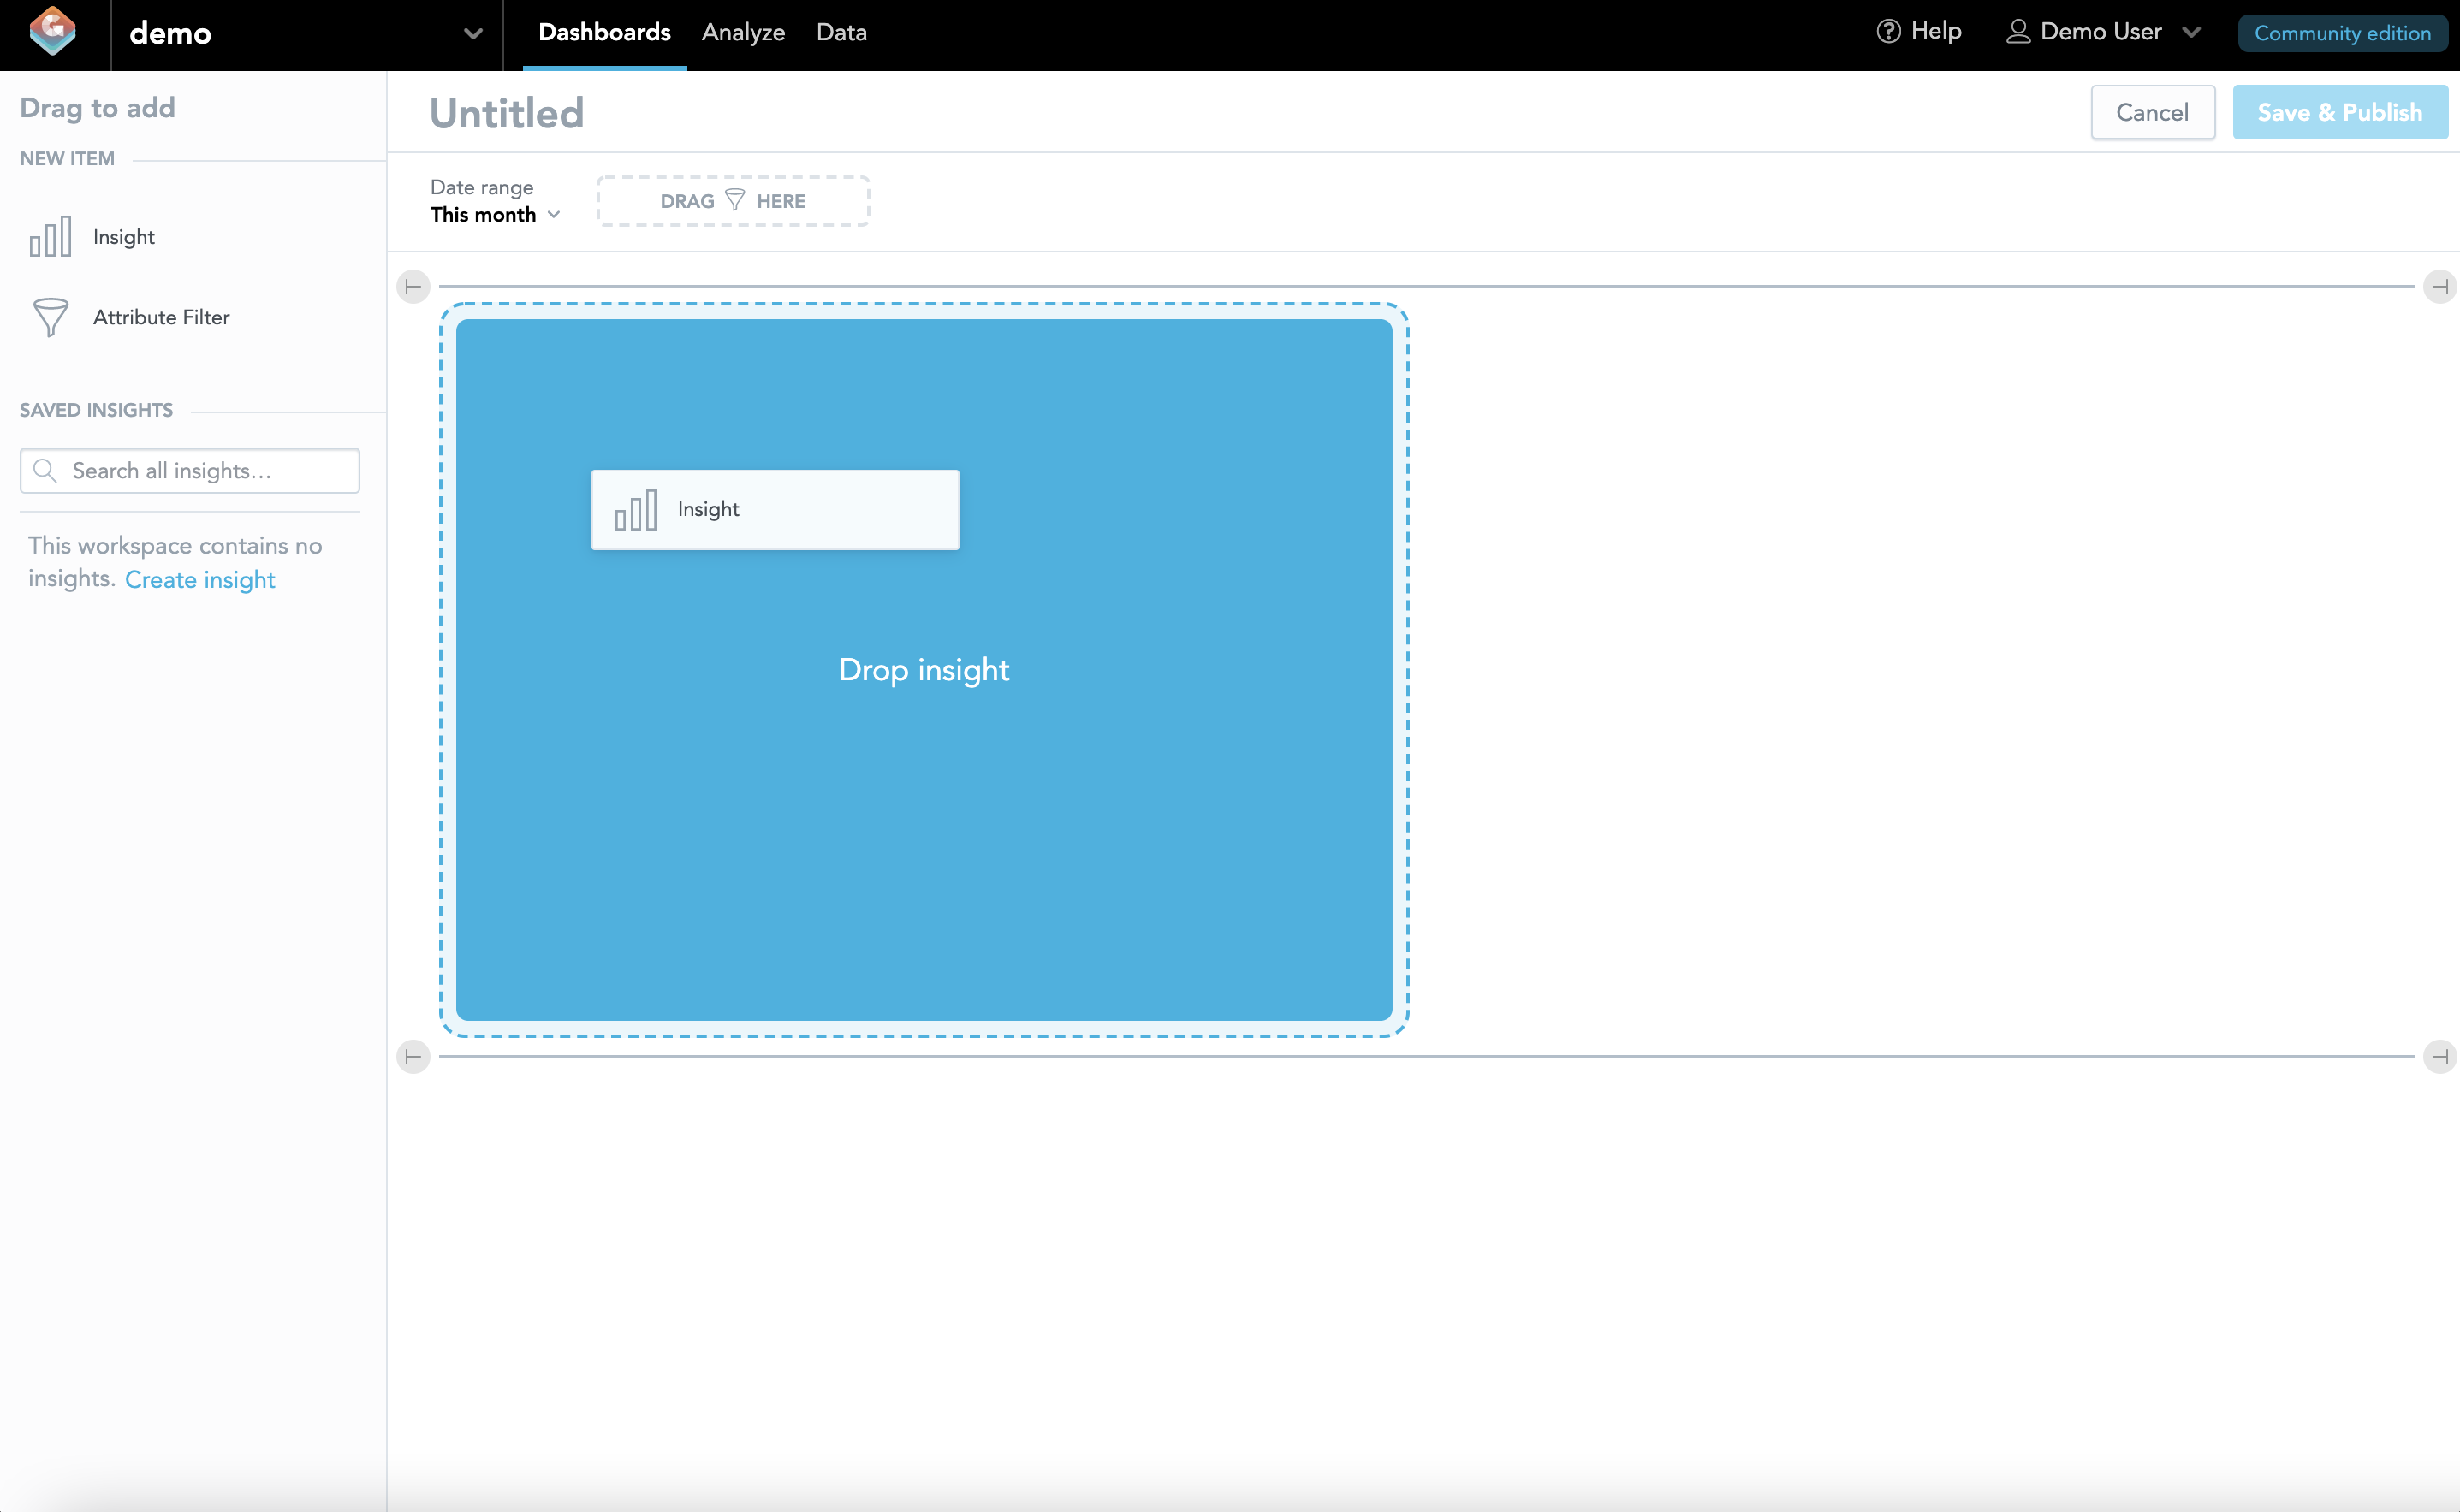 demo
Dashboards Analyze Data
Help
Demo User
Community edition
Drag to add
NEW ITEM
Insight
Attribute Filter
SAVED INSIGHTS
Search all insights...
This workspace contains no
insights. Create insight
Untitled
Cancel
Save & Publish
Date range
This month
DRAG HERE
Insight
Drop insight